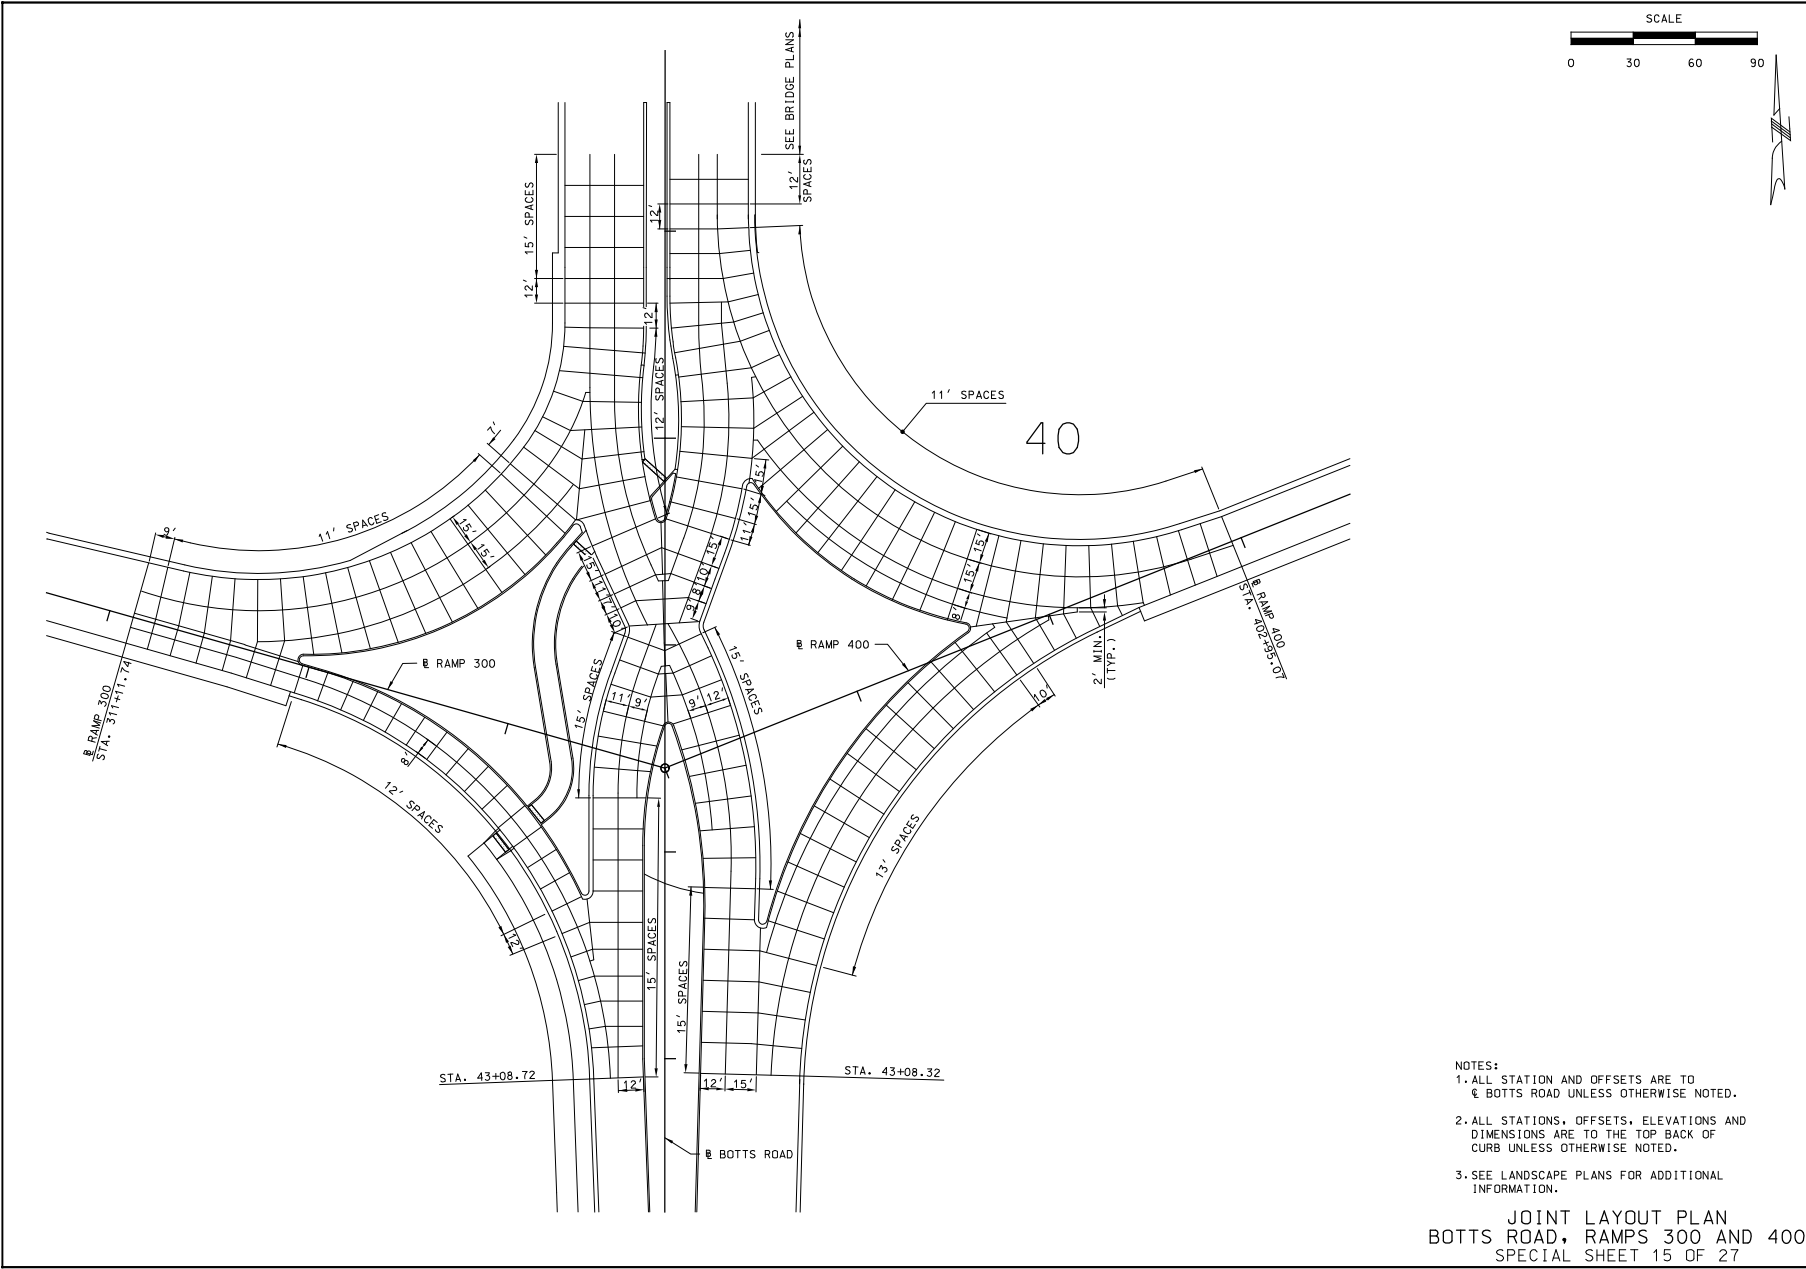 SCALE
0 30 60 90
SEE BRIDGE PLANS
12' SPACES
15' SPACES
12'
12'
12'
12' SPACES
11' SPACES
40
7'
11' SPACES
9'
15'
15'
15'
15'
11'
15'
10'
8'
9'
15'
11'
7'
10'
15'
15'
8'
℄ RAMP 300
℄ RAMP 400
℄ RAMP 400
STA. 402+95.07
2' MIN.
(TYP.)
10'
15' SPACES
15' SPACES
11' 9'
9' 12'
℄ RAMP 300
STA. 311+11.74
8'
12' SPACES
13' SPACES
12'
15' SPACES
15' SPACES
STA. 43+08.72
STA. 43+08.32
12'
12' 15'
℄ BOTTS ROAD
NOTES:
1. ALL STATION AND OFFSETS ARE TO
℄ BOTTS ROAD UNLESS OTHERWISE NOTED.
2. ALL STATIONS, OFFSETS, ELEVATIONS AND
DIMENSIONS ARE TO THE TOP BACK OF
CURB UNLESS OTHERWISE NOTED.
3. SEE LANDSCAPE PLANS FOR ADDITIONAL
INFORMATION.
JOINT LAYOUT PLAN
BOTTS ROAD, RAMPS 300 AND 400
SPECIAL SHEET 15 OF 27